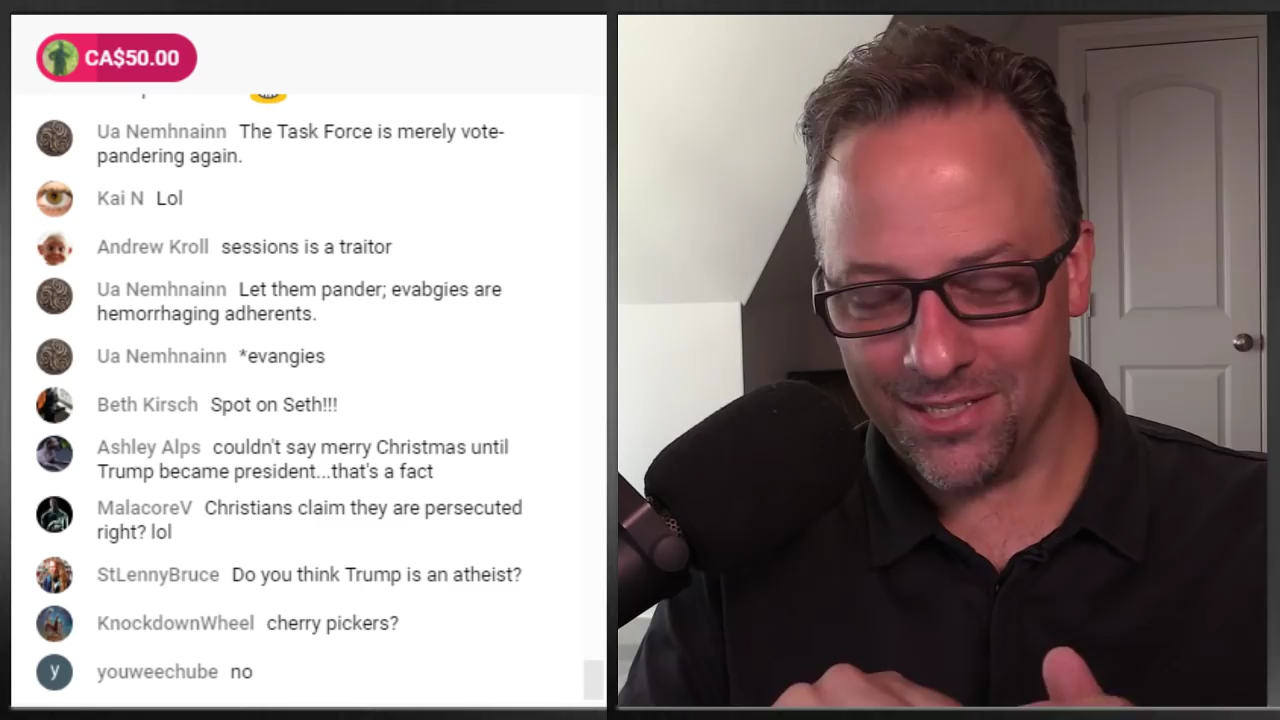 CA$50.00
Ua Nemhnainn The Task Force is merely vote-
pandering again.
Kai N Lol
Andrew Kroll sessions is a traitor
Ua Nemhnainn Let them pander; evabgies are
hemorrhaging adherents.
Ua Nemhnainn *evangies
Beth Kirsch Spot on Seth!!!
Ashley Alps couldn't say merry Christmas until
Trump became president...that's a fact
MalacoreV Christians claim they are persecuted
right? lol
StLennyBruce Do you think Trump is an atheist?
KnockdownWheel cherry pickers?
y youweechube no